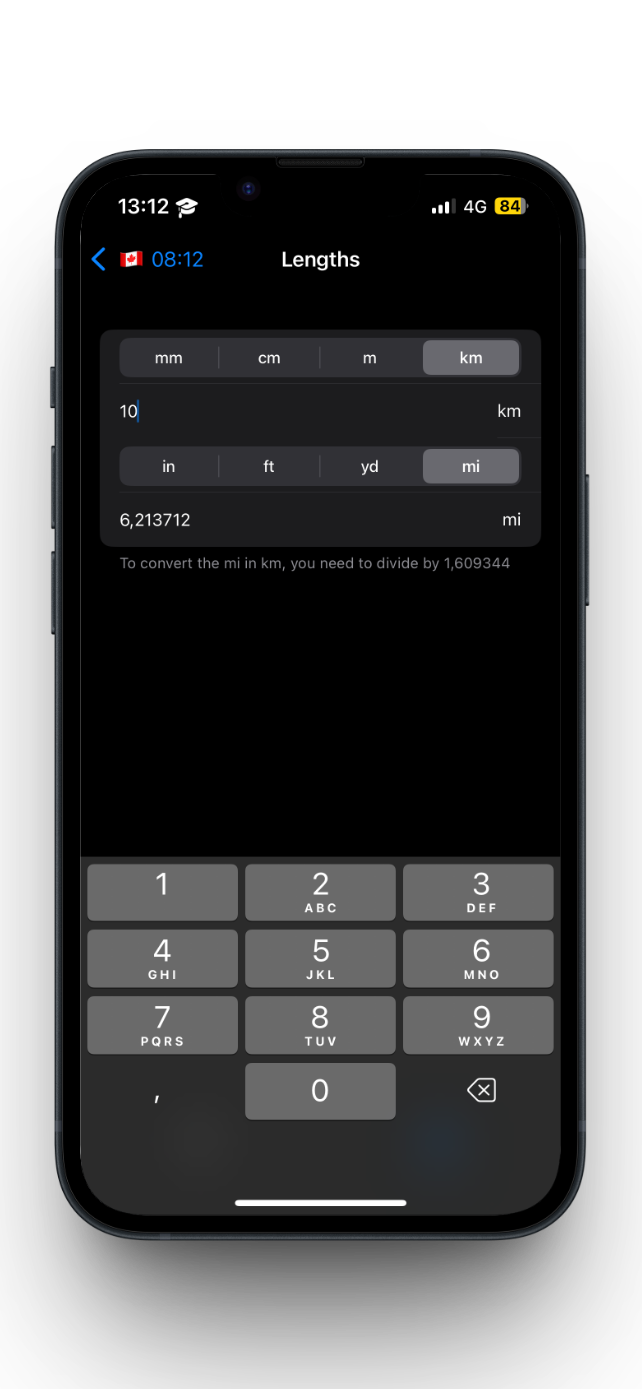 13:12 4G 84
08:12 Lengths
mm cm m km
10 km
in ft yd mi
6,213712 mi
To convert the mi in km, you need to divide by 1,609344
1 2 3
ABC DEF
4 5 6
GHI JKL MNO
7 8 9
PQRS TUV WXYZ
, 0